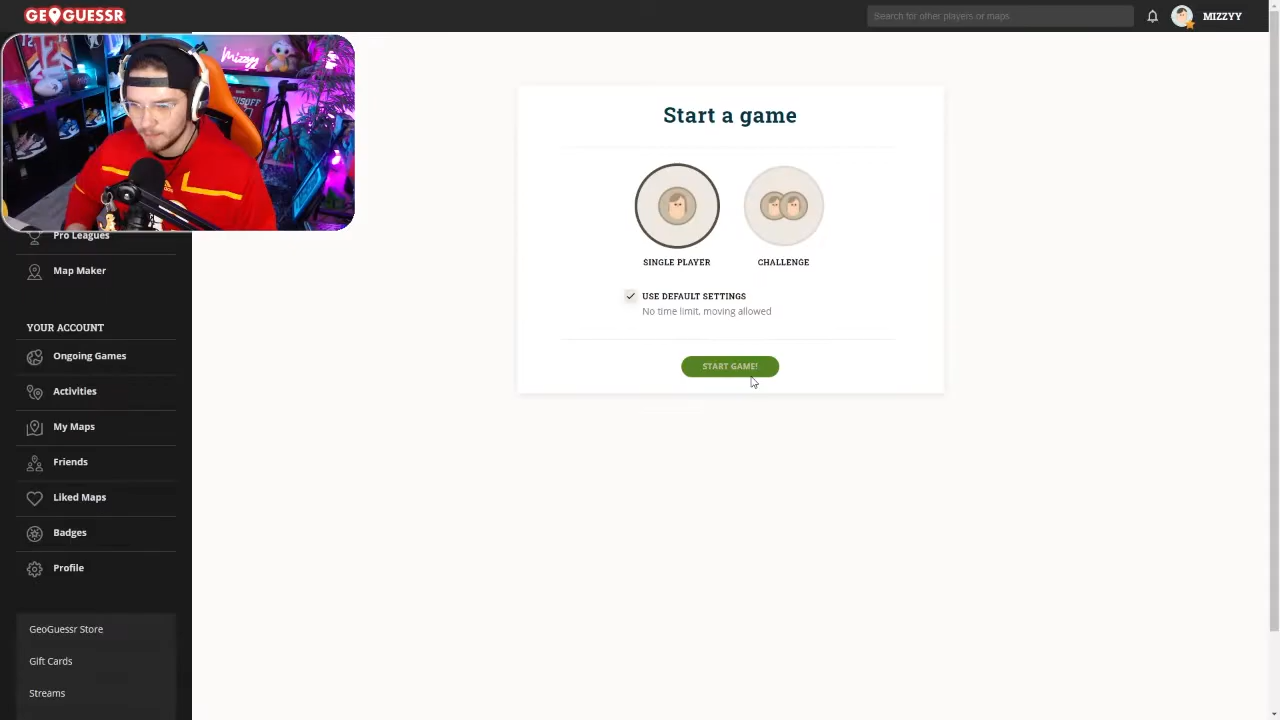 GEOGUESSR
Search for other players or maps
MIZZYY
Mizzyy
Pro Leagues
Map Maker
YOUR ACCOUNT
Ongoing Games
Activities
My Maps
Friends
Liked Maps
Badges
Profile
GeoGuessr Store
Gift Cards
Streams
Start a game
SINGLE PLAYER
CHALLENGE
USE DEFAULT SETTINGS
No time limit, moving allowed
START GAME!